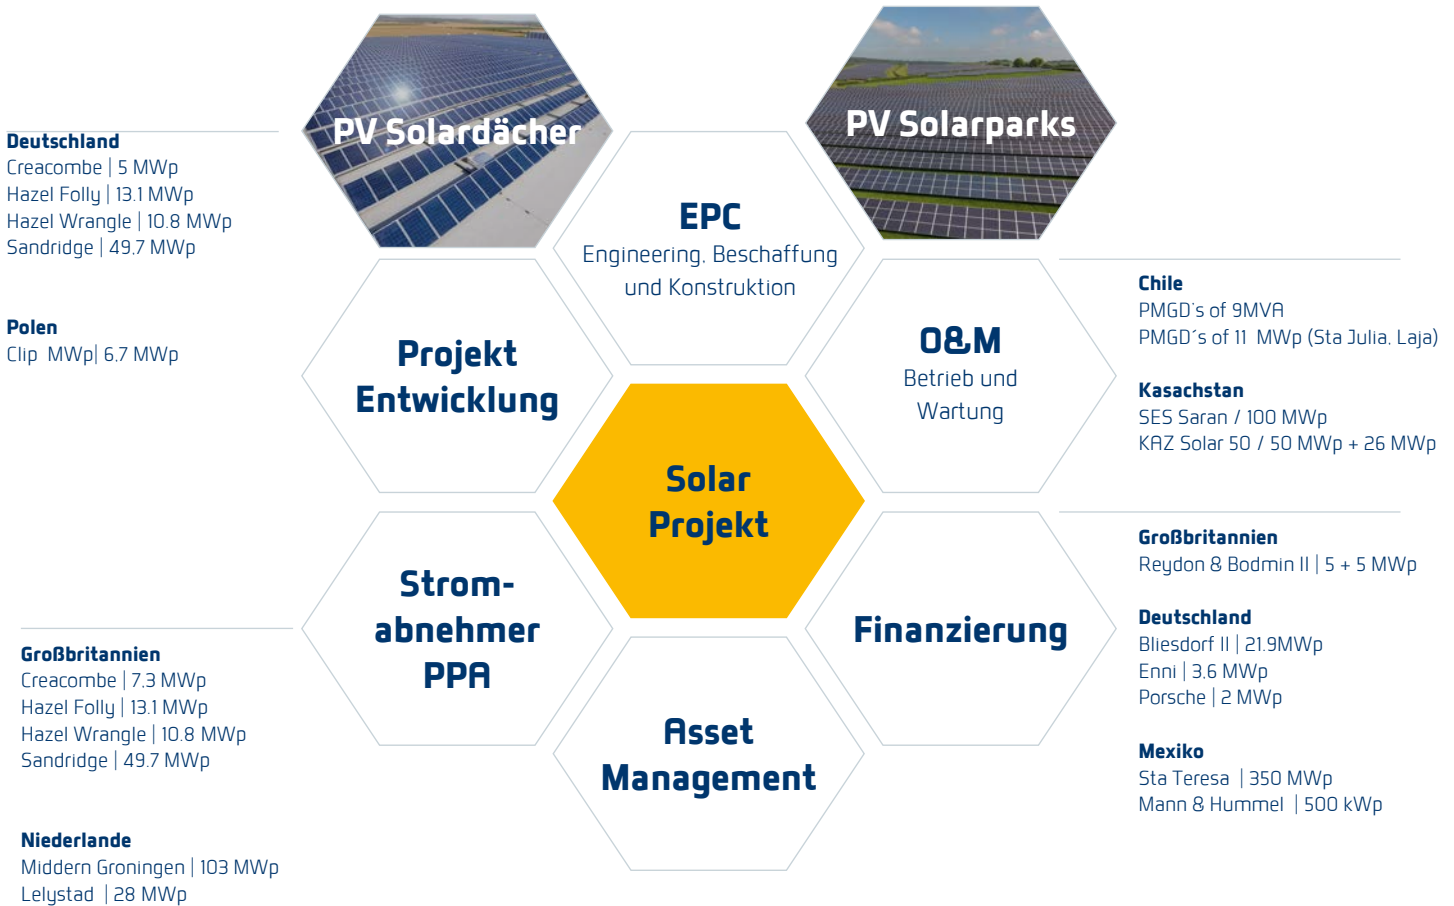 PV Solardächer
PV Solarparks
Deutschland
Creacombe | 5 MWp
Hazel Folly | 13.1 MWp
Hazel Wrangle | 10.8 MWp
Sandridge | 49,7 MWp
Polen
Clip  MWp| 6.7 MWp
EPC
Engineering, Beschaffung
und Konstruktion
Projekt
Entwicklung
O&M
Betrieb und
Wartung
Chile
PMGD's of 9MVA
PMGD´s of 11  MWp (Sta Julia, Laja)
Kasachstan
SES Saran / 100 MWp
KAZ Solar 50 / 50 MWp + 26 MWp
Solar
Projekt
Strom-
abnehmer
PPA
Finanzierung
Großbritannien
Reydon & Bodmin II | 5 + 5 MWp
Deutschland
Bliesdorf II | 21.9MWp
Enni | 3,6 MWp
Porsche | 2 MWp
Mexiko
Sta Teresa  | 350 MWp
Mann & Hummel  | 500 kWp
Großbritannien
Creacombe | 7,3 MWp
Hazel Folly | 13.1 MWp
Hazel Wrangle | 10.8 MWp
Sandridge | 49.7 MWp
Niederlande
Middern Groningen | 103 MWp
Lelystad  | 28 MWp
Asset
Management